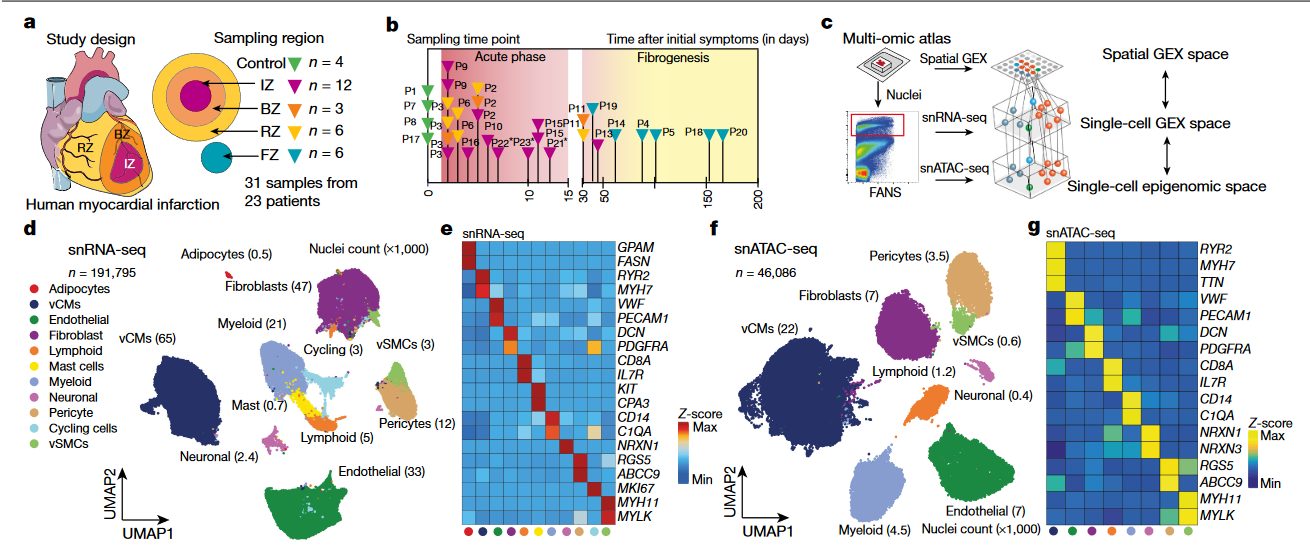 a
Study design
Sampling region
Control n = 4
IZ n = 12
BZ n = 3
RZ n = 6
FZ n = 6
RZ
BZ
IZ
31 samples from
23 patients
Human myocardial infarction
b
Sampling time point
Time after initial symptoms (in days)
Acute phase
Fibrogenesis
P1
P7
P8
P17
P9
P9
P3
P6
P2
P2
P3
P6
P2
P3
P10
P3
P16
P22*
P23*
P15
P15
P21*
P11
P11
P19
P13
P14
P4
P5
P18
P20
0
10
15
30
50
150
200
c
Multi-omic atlas
Spatial GEX
Nuclei
snRNA-seq
snATAC-seq
FANS
Spatial GEX space
Single-cell GEX space
Single-cell epigenomic space
d
snRNA-seq
n = 191,795
Adipocytes
vCMs
Endothelial
Fibroblast
Lymphoid
Mast cells
Myeloid
Neuronal
Pericyte
Cycling cells
vSMCs
Nuclei count (×1,000)
Adipocytes (0.5)
Fibroblasts (47)
Myeloid (21)
Cycling (3)
vSMCs (3)
vCMs (65)
Mast (0.7)
Lymphoid (5)
Pericytes (12)
Neuronal (2.4)
Endothelial (33)
UMAP2
UMAP1
e
snRNA-seq
GPAM
FASN
RYR2
MYH7
VWF
PECAM1
DCN
PDGFRA
CD8A
IL7R
KIT
CPA3
CD14
C1QA
NRXN1
RGS5
ABCC9
MKI67
MYH11
MYLK
Z-score
Max
Min
f
snATAC-seq
n = 46,086
Pericytes (3.5)
Fibroblasts (7)
vCMs (22)
vSMCs (0.6)
Lymphoid (1.2)
Neuronal (0.4)
Endothelial (7)
Myeloid (4.5)
Nuclei count (×1,000)
UMAP2
UMAP1
g
snATAC-seq
RYR2
MYH7
TTN
VWF
PECAM1
DCN
PDGFRA
CD8A
IL7R
CD14
C1QA
NRXN1
NRXN3
RGS5
ABCC9
MYH11
MYLK
Z-score
Max
Min